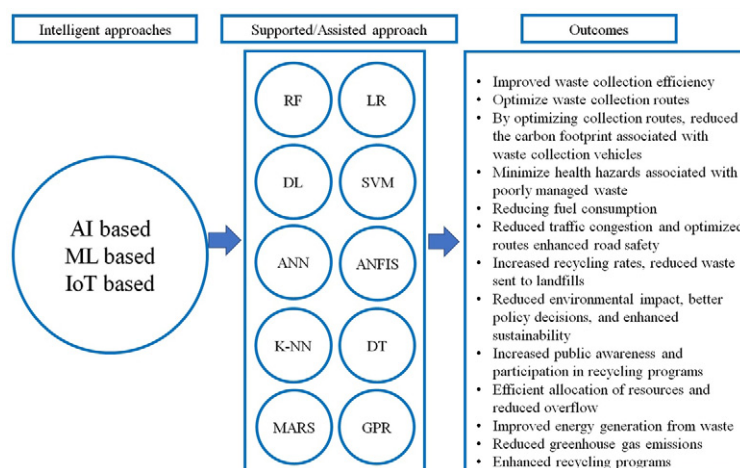 Intelligent approaches
Supported/Assisted approach
Outcomes
AI based
ML based
IoT based
RF
LR
DL
SVM
ANN
ANFIS
K-NN
DT
MARS
GPR
• Improved waste collection efficiency
• Optimize waste collection routes
• By optimizing collection routes, reduced
the carbon footprint associated with
waste collection vehicles
• Minimize health hazards associated with
poorly managed waste
• Reducing fuel consumption
• Reduced traffic congestion and optimized
routes enhanced road safety
• Increased recycling rates, reduced waste
sent to landfills
• Reduced environmental impact, better
policy decisions, and enhanced
sustainability
• Increased public awareness and
participation in recycling programs
• Efficient allocation of resources and
reduced overflow
• Improved energy generation from waste
• Reduced greenhouse gas emissions
• Enhanced recycling programs